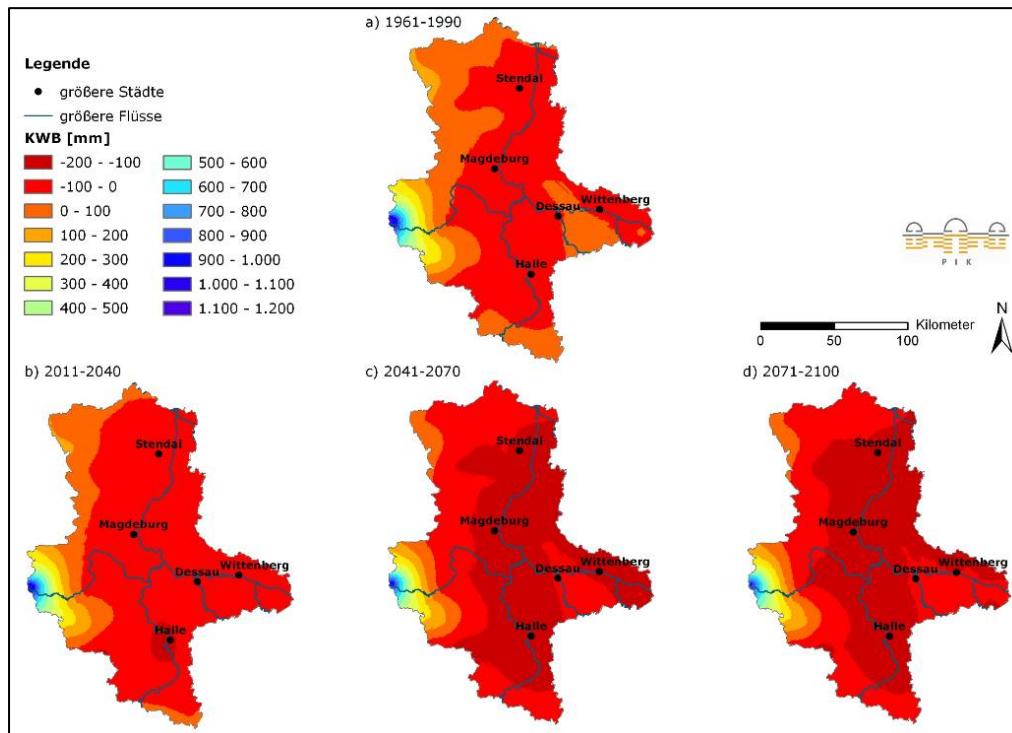 a) 1961-1990
Legende
größere Städte
größere Flüsse
KWB [mm]
-200 - -100
-100 - 0
0 - 100
100 - 200
200 - 300
300 - 400
400 - 500
500 - 600
600 - 700
700 - 800
800 - 900
900 - 1.000
1.000 - 1.100
1.100 - 1.200
Stendal
Magdeburg
Dessau
Wittenberg
Halle
P I K
N
Kilometer
0 50 100
b) 2011-2040
Stendal
Magdeburg
Dessau
Wittenberg
Halle
c) 2041-2070
Stendal
Magdeburg
Dessau
Wittenberg
Halle
d) 2071-2100
Stendal
Magdeburg
Dessau
Wittenberg
Halle